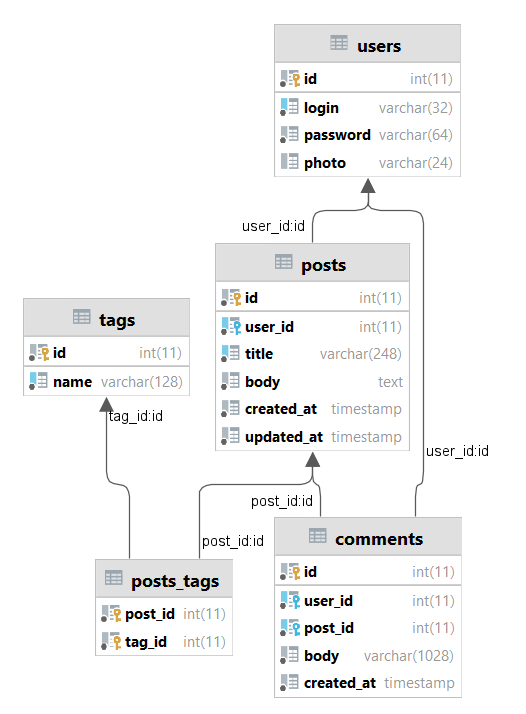 users
id int(11)
login varchar(32)
password varchar(64)
photo varchar(24)
user_id:id
posts
id int(11)
user_id int(11)
title varchar(248)
body text
created_at timestamp
updated_at timestamp
tags
id int(11)
name varchar(128)
tag_id:id
user_id:id
post_id:id
post_id:id
comments
id int(11)
user_id int(11)
post_id int(11)
body varchar(1028)
created_at timestamp
posts_tags
post_id int(11)
tag_id int(11)